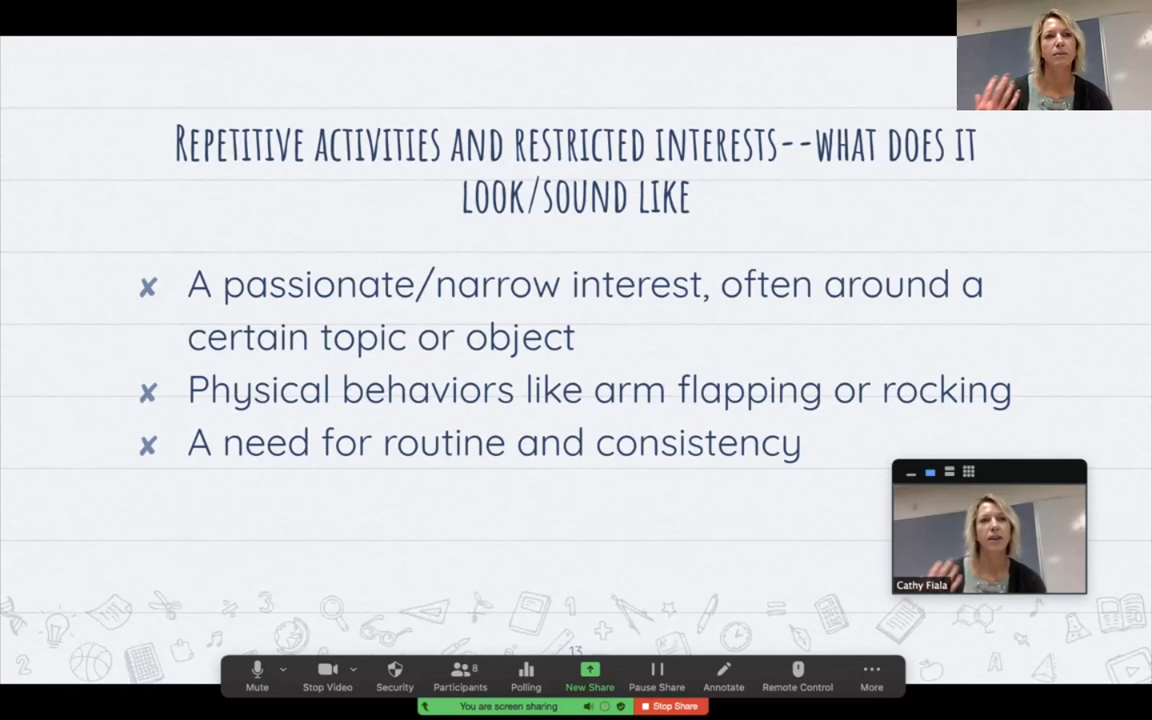 Repetitive activities and restricted interests--what does it
look/sound like
✘ A passionate/narrow interest, often around a
certain topic or object
✘ Physical behaviors like arm flapping or rocking
✘ A need for routine and consistency
Cathy Fiala
13
8
Mute
Stop Video
Security
Participants
Polling
New Share
Pause Share
Annotate
Remote Control
More
You are screen sharing
Stop Share